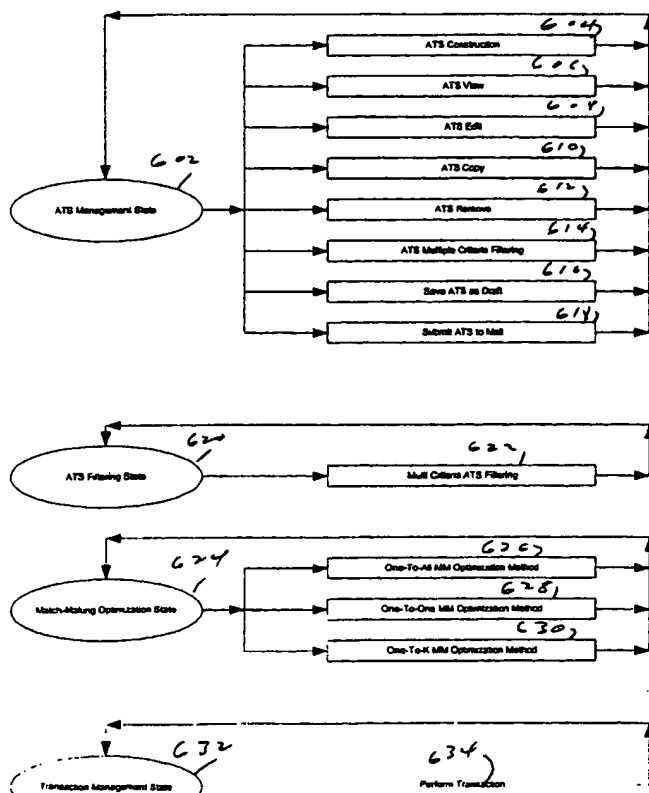 604
ATS Construction
606
ATS View
608
ATS Edit
610
602
ATS Copy
612
ATS Management State
ATS Remove
614
ATS Multiple Criteria Filtering
616
Save ATS as Draft
618
Submit ATS to Mall
620
622
ATS Filtering State
Multi Criteria ATS Filtering
626
624
One-To-All MM Optimization Method
628
Match-Making Optimization State
One-To-One MM Optimization Method
630
One-To-K MM Optimization Method
632
634
Transaction Management State
Perform Transaction